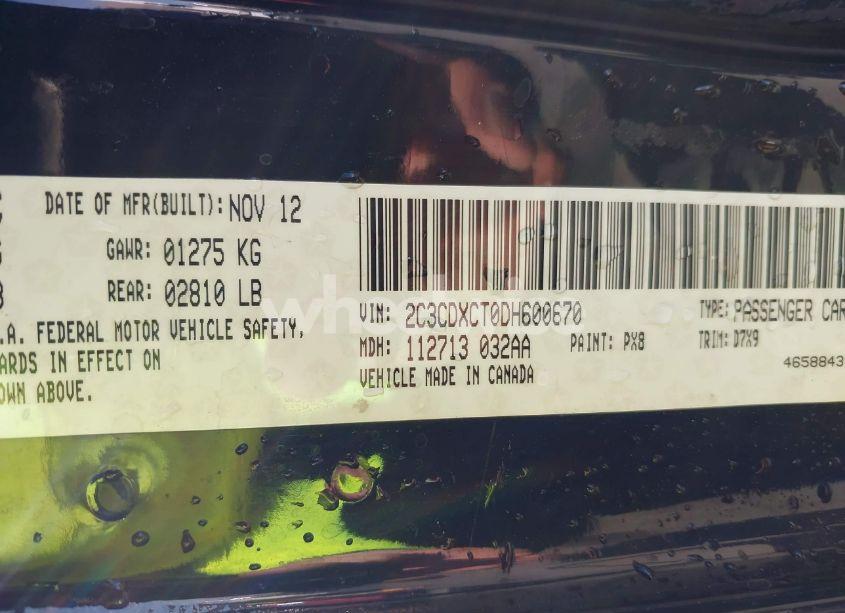 DATE OF MFR(BUILT): NOV 12
GAWR: 01275 KG
REAR: 02810 LB
.A. FEDERAL MOTOR VEHICLE SAFETY,
ARDS IN EFFECT ON
OWN ABOVE.
VIN: 2C3CDXCT0DH600670
TYPE: PASSENGER CAR
MDH: 112713 032AA
PAINT: PX8
TRIM: D7X9
VEHICLE MADE IN CANADA
4658843